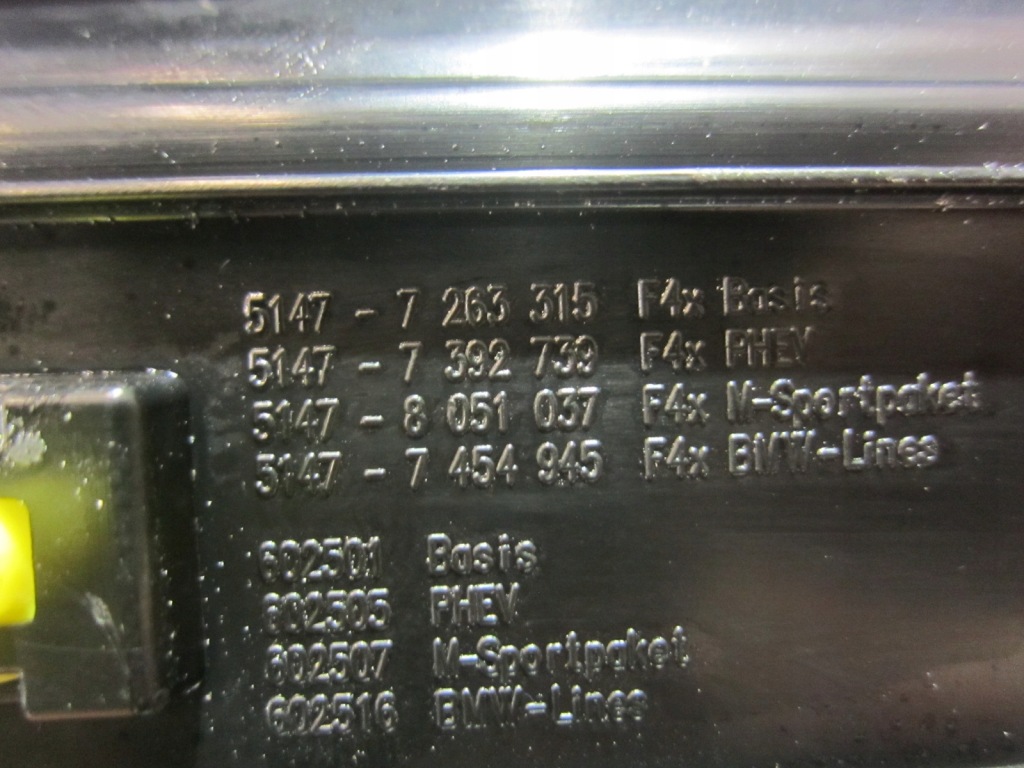 5147 - 7 263 315 F4x Basis
5147 - 7 392 739 F4x PHEV
5147 - 8 051 037 F4x M-Sportpaket
5147 - 7 454 945 F4x BMW-Lines
602501 Basis
602505 PHEV
602507 M-Sportpaket
602516 BMW-Lines